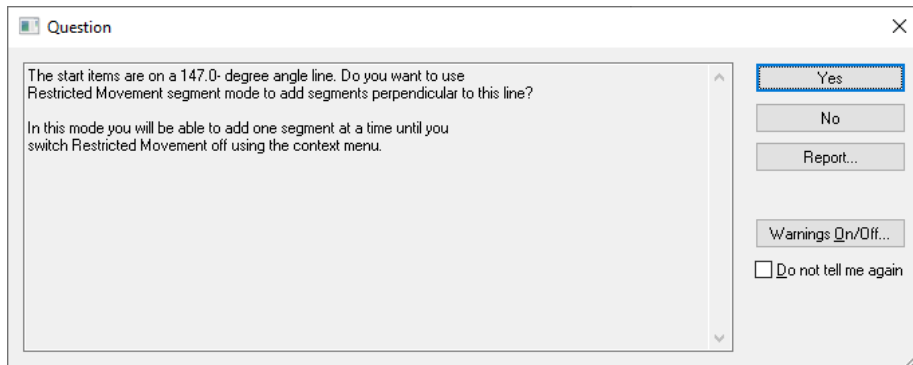 Question
The start items are on a 147.0- degree angle line. Do you want to use
Restricted Movement segment mode to add segments perpendicular to this line?
In this mode you will be able to add one segment at a time until you
switch Restricted Movement off using the context menu.
Yes
No
Report...
Warnings On/Off...
Do not tell me again